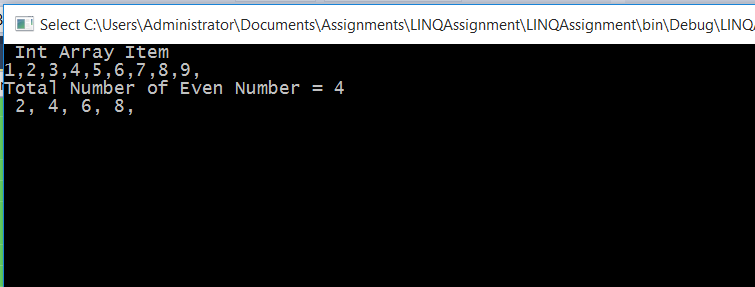 Select C:\Users\Administrator\Documents\Assignments\LINQAssignment\LINQAssignment\bin\Debug\LINQ
Int Array Item
1,2,3,4,5,6,7,8,9,
Total Number of Even Number = 4
2, 4, 6, 8,